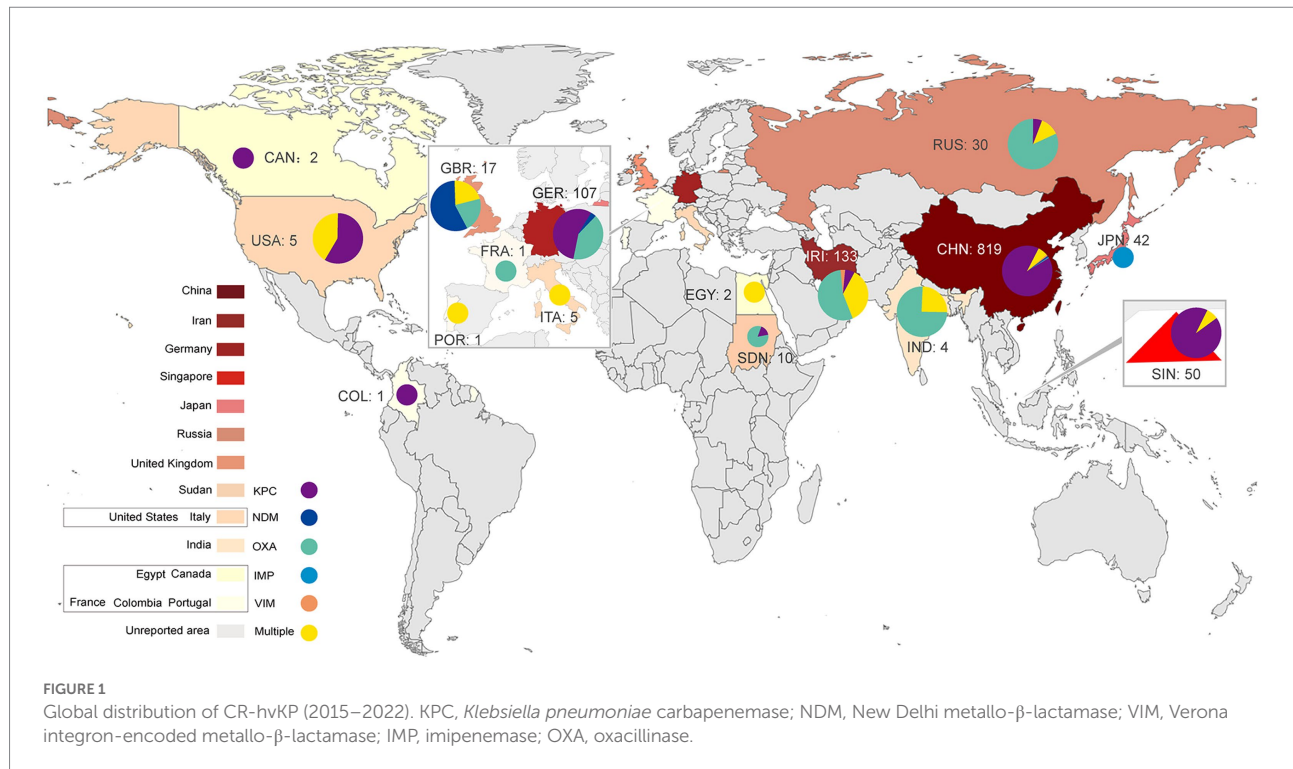 CAN: 2
USA: 5
GBR: 17
GER: 107
FRA: 1
ITA: 5
POR: 1
COL: 1
RUS: 30
CHN: 819
JPN: 42
IRI: 133
EGY: 2
SDN: 10
IND: 4
SIN: 50
China
Iran
Germany
Singapore
Japan
Russia
United Kingdom
Sudan KPC
United States Italy NDM
India OXA
Egypt Canada IMP
France Colombia Portugal VIM
Unreported area Multiple
FIGURE 1
Global distribution of CR-hvKP (2015–2022). KPC, Klebsiella pneumoniae carbapenemase; NDM, New Delhi metallo-β-lactamase; VIM, Verona
integron-encoded metallo-β-lactamase; IMP, imipenemase; OXA, oxacillinase.